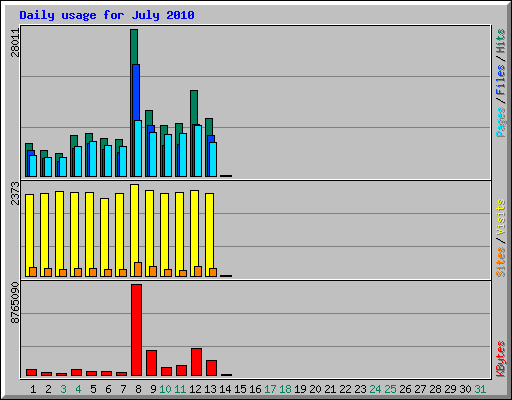 Daily usage for July 2010
28011
Pages / Files / Hits
2373
Sites / Visits
8765090
KBytes
1 2 3 4 5 6 7 8 9 10 11 12 13 14 15 16 17 18 19 20 21 22 23 24 25 26 27 28 29 30 31